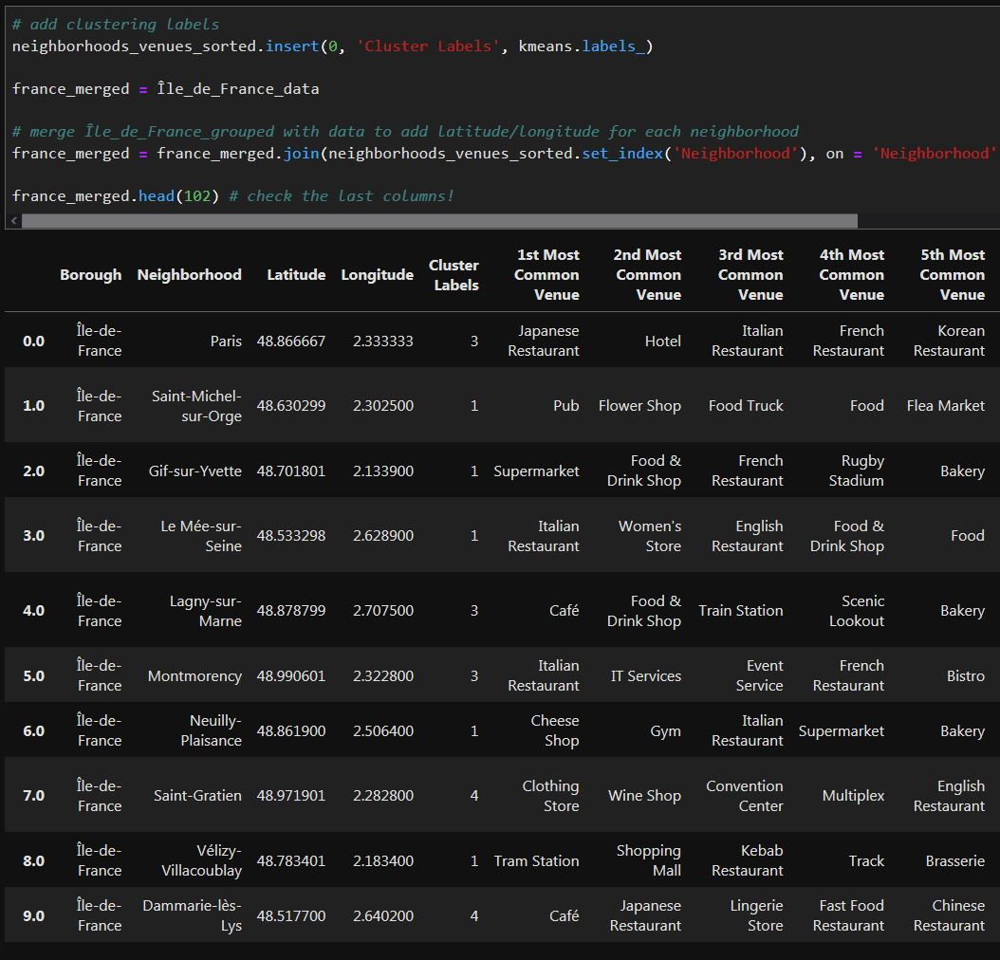 # add clustering labels
neighborhoods_venues_sorted.insert(0, 'Cluster Labels', kmeans.labels_)
france_merged = Île_de_France_data
# merge Île_de_France_grouped with data to add latitude/longitude for each neighborhood
france_merged = france_merged.join(neighborhoods_venues_sorted.set_index('Neighborhood'), on = 'Neighborhood'
france_merged.head(102) # check the last columns!
Borough Neighborhood Latitude Longitude Cluster Labels 1st Most Common Venue 2nd Most Common Venue 3rd Most Common Venue 4th Most Common Venue 5th Most Common Venue
0.0 Île-de-France Paris 48.866667 2.333333 3 Japanese Restaurant Hotel Italian Restaurant French Restaurant Korean Restaurant
1.0 Île-de-France Saint-Michel-sur-Orge 48.630299 2.302500 1 Pub Flower Shop Food Truck Food Flea Market
2.0 Île-de-France Gif-sur-Yvette 48.701801 2.133900 1 Supermarket Food & Drink Shop French Restaurant Rugby Stadium Bakery
3.0 Île-de-France Le Mée-sur-Seine 48.533298 2.628900 1 Italian Restaurant Women's Store English Restaurant Food & Drink Shop Food
4.0 Île-de-France Lagny-sur-Marne 48.878799 2.707500 3 Café Food & Drink Shop Train Station Scenic Lookout Bakery
5.0 Île-de-France Montmorency 48.990601 2.322800 3 Italian Restaurant IT Services Event Service French Restaurant Bistro
6.0 Île-de-France Neuilly-Plaisance 48.861900 2.506400 1 Cheese Shop Gym Italian Restaurant Supermarket Bakery
7.0 Île-de-France Saint-Gratien 48.971901 2.282800 4 Clothing Store Wine Shop Convention Center Multiplex English Restaurant
8.0 Île-de-France Vélizy-Villacoublay 48.783401 2.183400 1 Tram Station Shopping Mall Kebab Restaurant Track Brasserie
9.0 Île-de-France Dammarie-lès-Lys 48.517700 2.640200 4 Café Japanese Restaurant Lingerie Store Fast Food Restaurant Chinese Restaurant